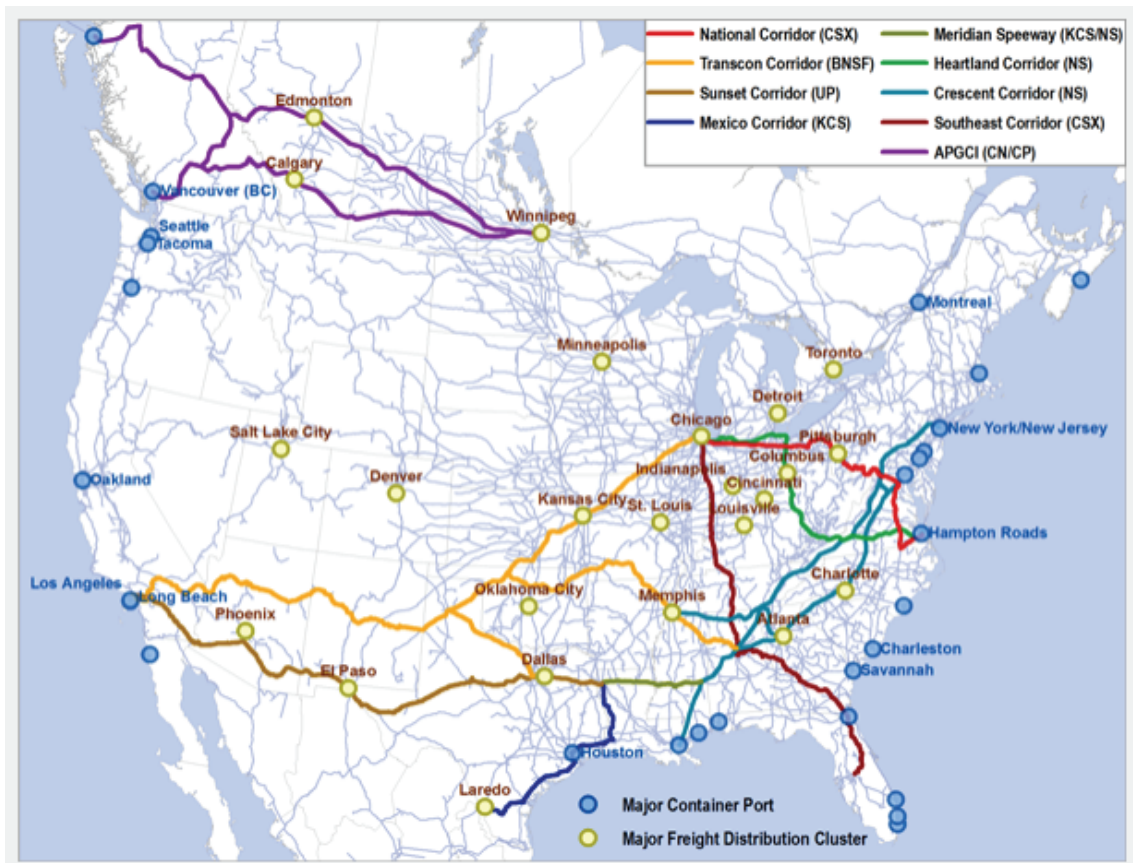 National Corridor (CSX)
Transcon Corridor (BNSF)
Sunset Corridor (UP)
Mexico Corridor (KCS)
Meridian Speeway (KCS/NS)
Heartland Corridor (NS)
Crescent Corridor (NS)
Southeast Corridor (CSX)
APGCI (CN/CP)
Edmonton
Calgary
Vancouver (BC)
Winnipeg
Seattle
Tacoma
Montreal
Minneapolis
Toronto
Detroit
Chicago
Salt Lake City
Pittsburgh
New York/New Jersey
Columbus
Indianapolis
Oakland
Denver
Cincinnati
Kansas City
St. Louis
Louisville
Hampton Roads
Los Angeles
Long Beach
Oklahoma City
Memphis
Charlotte
Phoenix
Atlanta
Charleston
El Paso
Dallas
Savannah
Houston
Laredo
Major Container Port
Major Freight Distribution Cluster